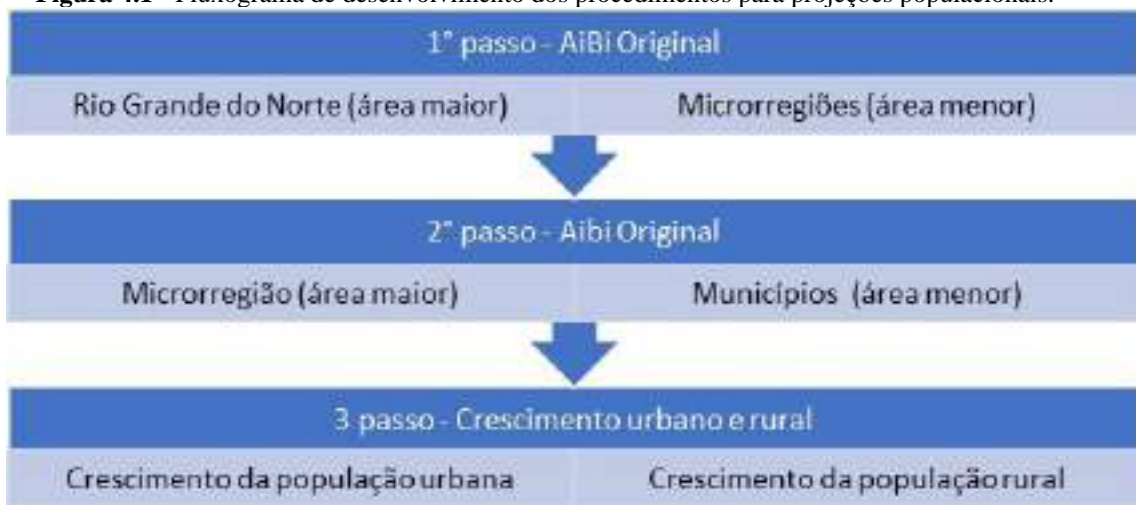 Figura 4.1 - Fluxograma de desenvolvimento dos procedimentos para projeções populacionais.
1° passo - AiBi Original
Rio Grande do Norte (área maior) Microrregiões (área menor)
2° passo - Aibi Original
Microrregião (área maior) Municípios (área menor)
3 passo - Crescimento urbano e rural
Crescimento da população urbana Crescimento da população rural